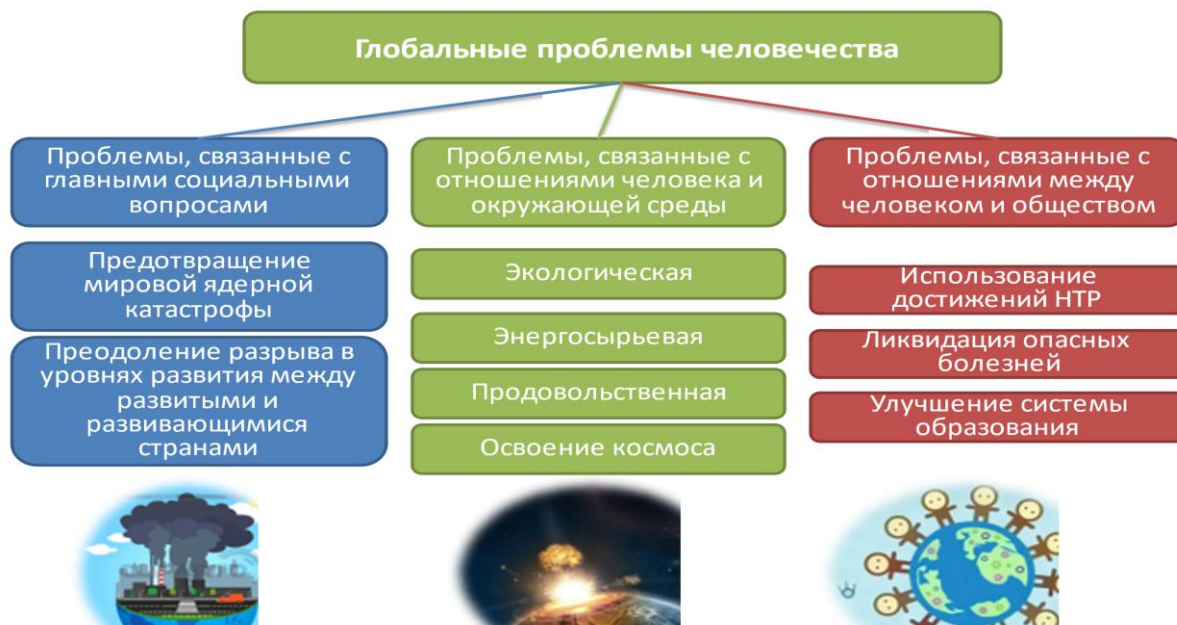 Глобальные проблемы человечества
Проблемы, связанные с
главными социальными
вопросами
Предотвращение
мировой ядерной
катастрофы
Преодоление разрыва в
уровнях развития между
развитыми и
развивающимися
странами
Проблемы, связанные с
отношениями человека и
окружающей среды
Экологическая
Энергосырьевая
Продовольственная
Освоение космоса
Проблемы, связанные с
отношениями между
человеком и обществом
Использование
достижений НТР
Ликвидация опасных
болезней
Улучшение системы
образования